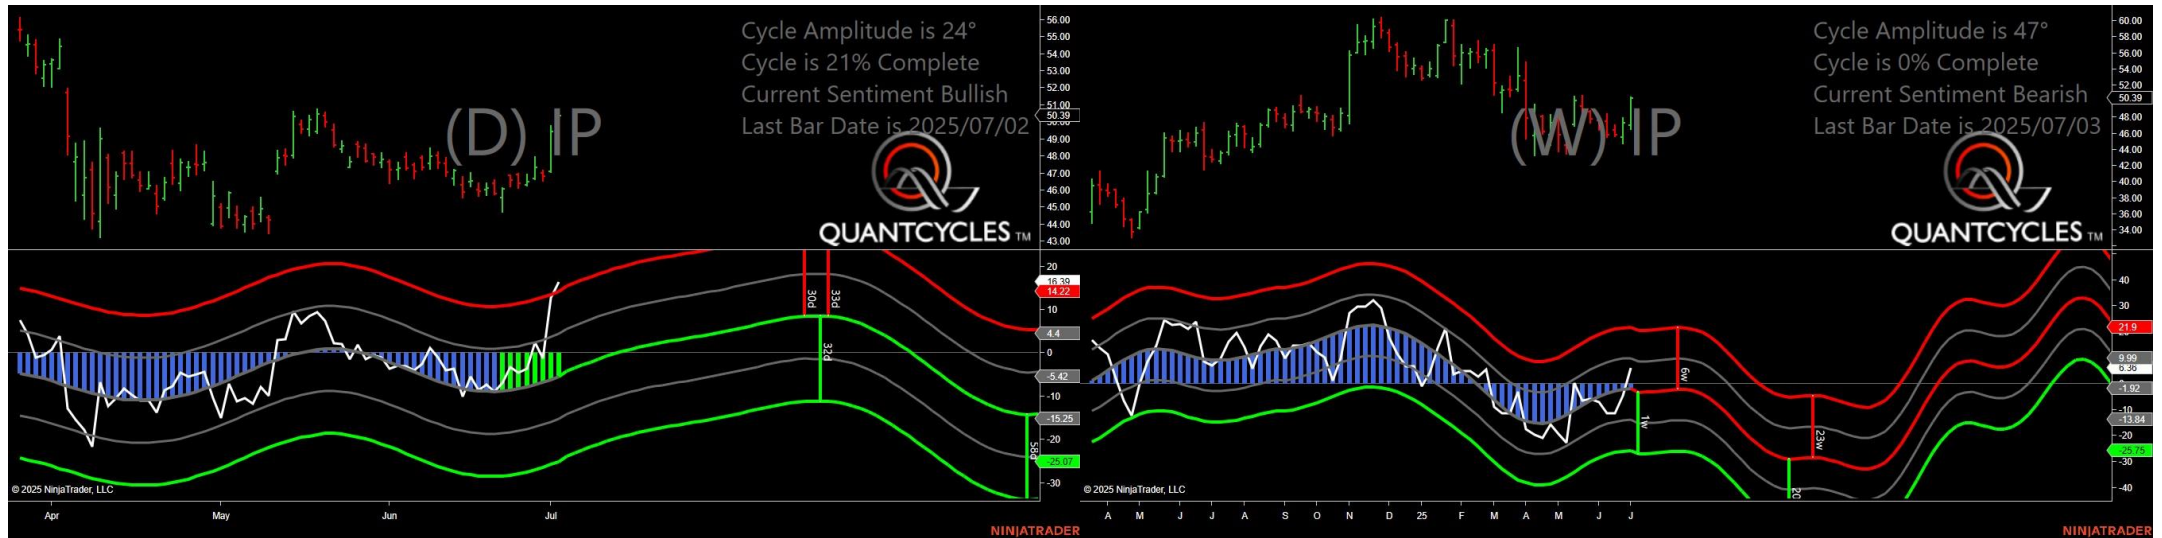 Cycle Amplitude is 24°
Cycle is 21% Complete
Current Sentiment Bullish
Last Bar Date is 2025/07/02
(D) IP
QUANTCYCLES TM
56.00
55.00
54.00
53.00
52.00
51.00
50.39
50.00
49.00
48.00
47.00
46.00
45.00
44.00
43.00
20
16.39
14.22
10
4.4
0
-5.42
-10
-15.25
-20
-25.07
-30
30d
33d
32d
58d
© 2025 NinjaTrader, LLC
Apr May Jun Jul
NINJATRADER
Cycle Amplitude is 47°
Cycle is 0% Complete
Current Sentiment Bearish
Last Bar Date is 2025/07/03
(W) IP
QUANTCYCLES TM
60.00
58.00
56.00
54.00
52.00
50.39
48.00
46.00
44.00
42.00
40.00
38.00
36.00
34.00
40
30
21.9
20
9.99
6.36
-1.92
-10
-13.84
-20
-25.75
-30
-40
6w
1w
23w
20
© 2025 NinjaTrader, LLC
A M J J A S O N D 25 F M A M J J
NINJATRADER